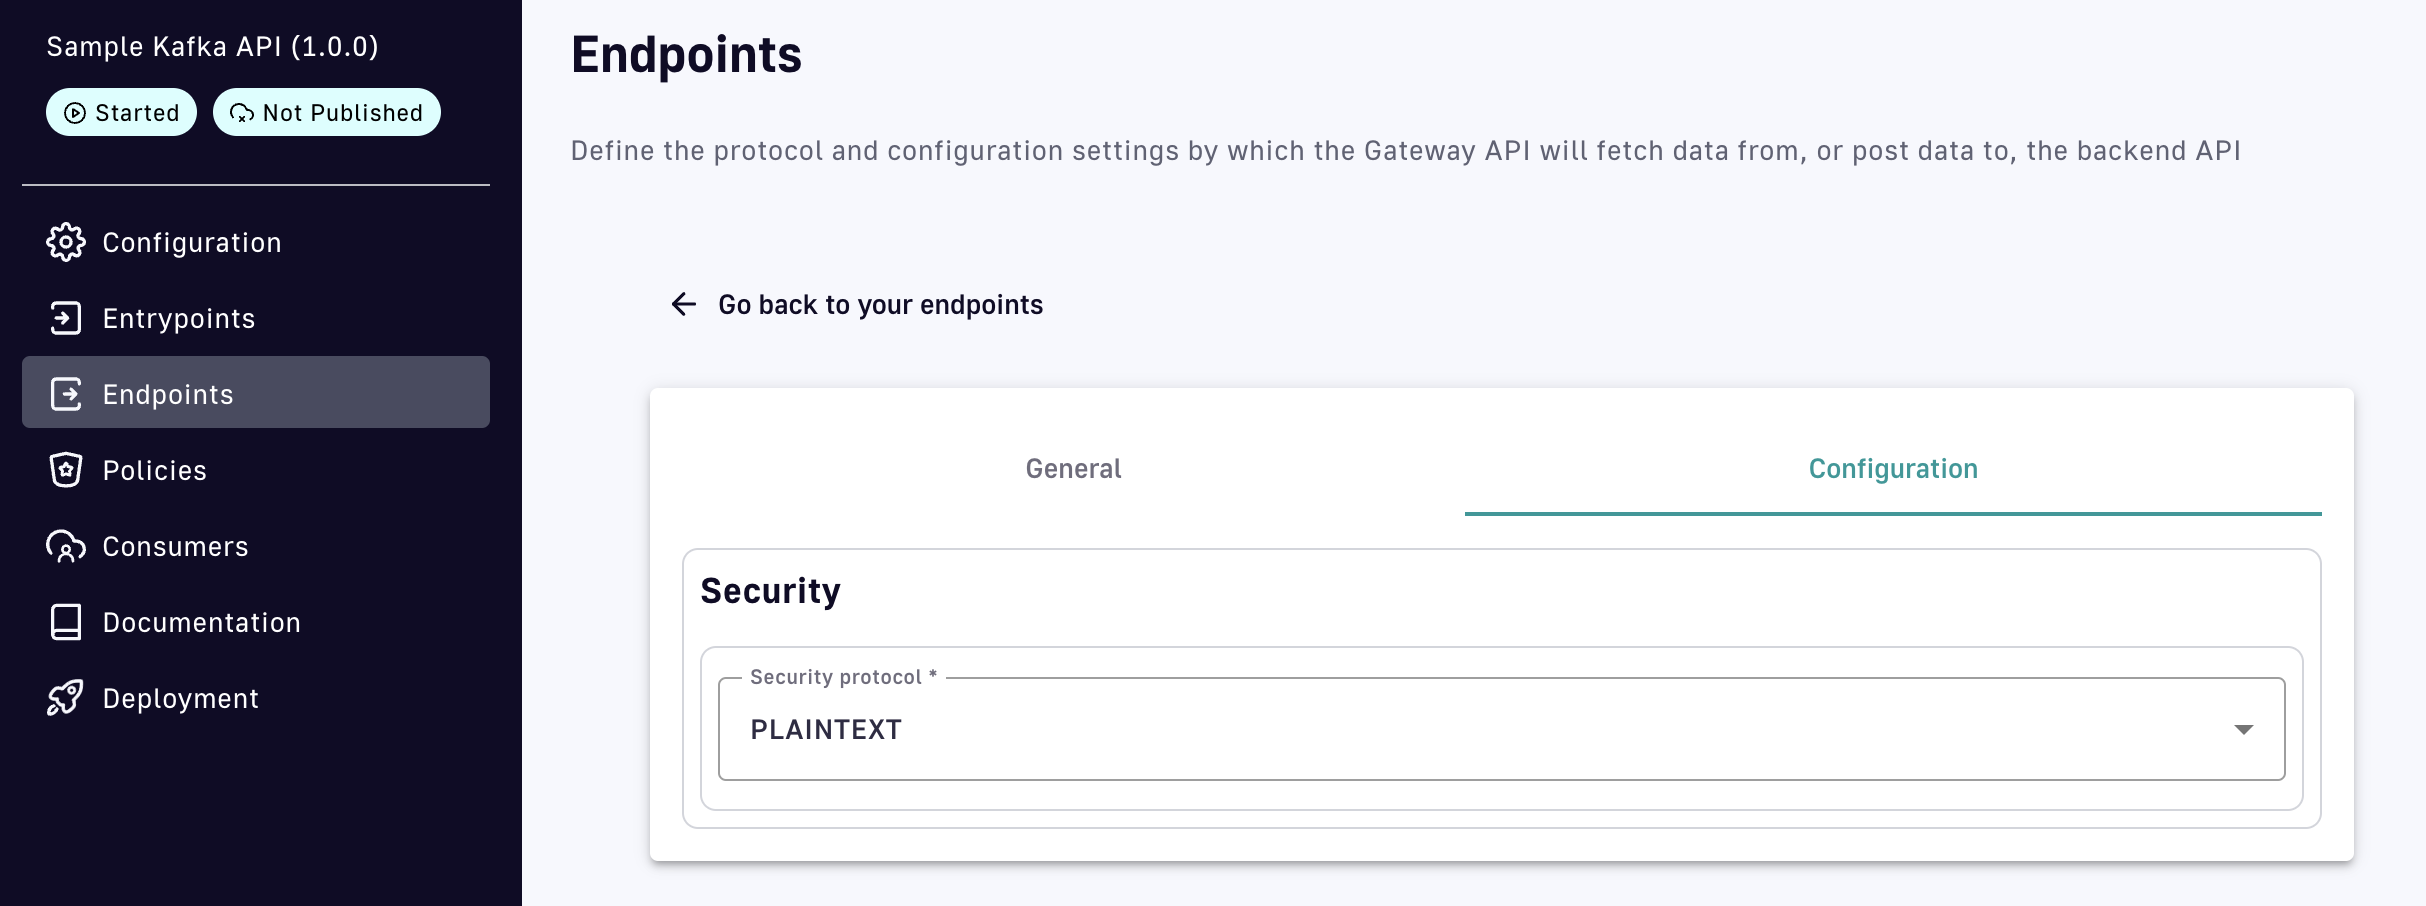 Sample Kafka API (1.0.0)
Started
Not Published
Configuration
Entrypoints
Endpoints
Policies
Consumers
Documentation
Deployment
Endpoints
Define the protocol and configuration settings by which the Gateway API will fetch data from, or post data to, the backend API
Go back to your endpoints
General
Configuration
Security
Security protocol *
PLAINTEXT